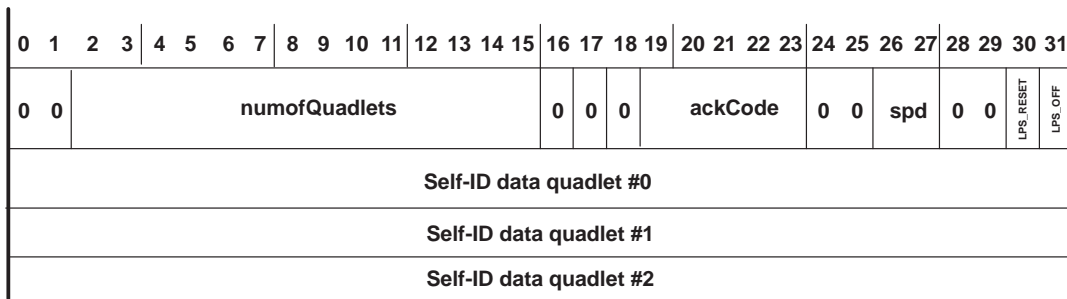 0 1 2 3 4 5 6 7 8 9 10 11 12 13 14 15 16 17 18 19 20 21 22 23 24 25 26 27 28 29 30 31
0 0 numofQuadlets 0 0 0 ackCode 0 0 spd 0 0 LPS_RESET LPS_OFF
Self-ID data quadlet #0
Self-ID data quadlet #1
Self-ID data quadlet #2